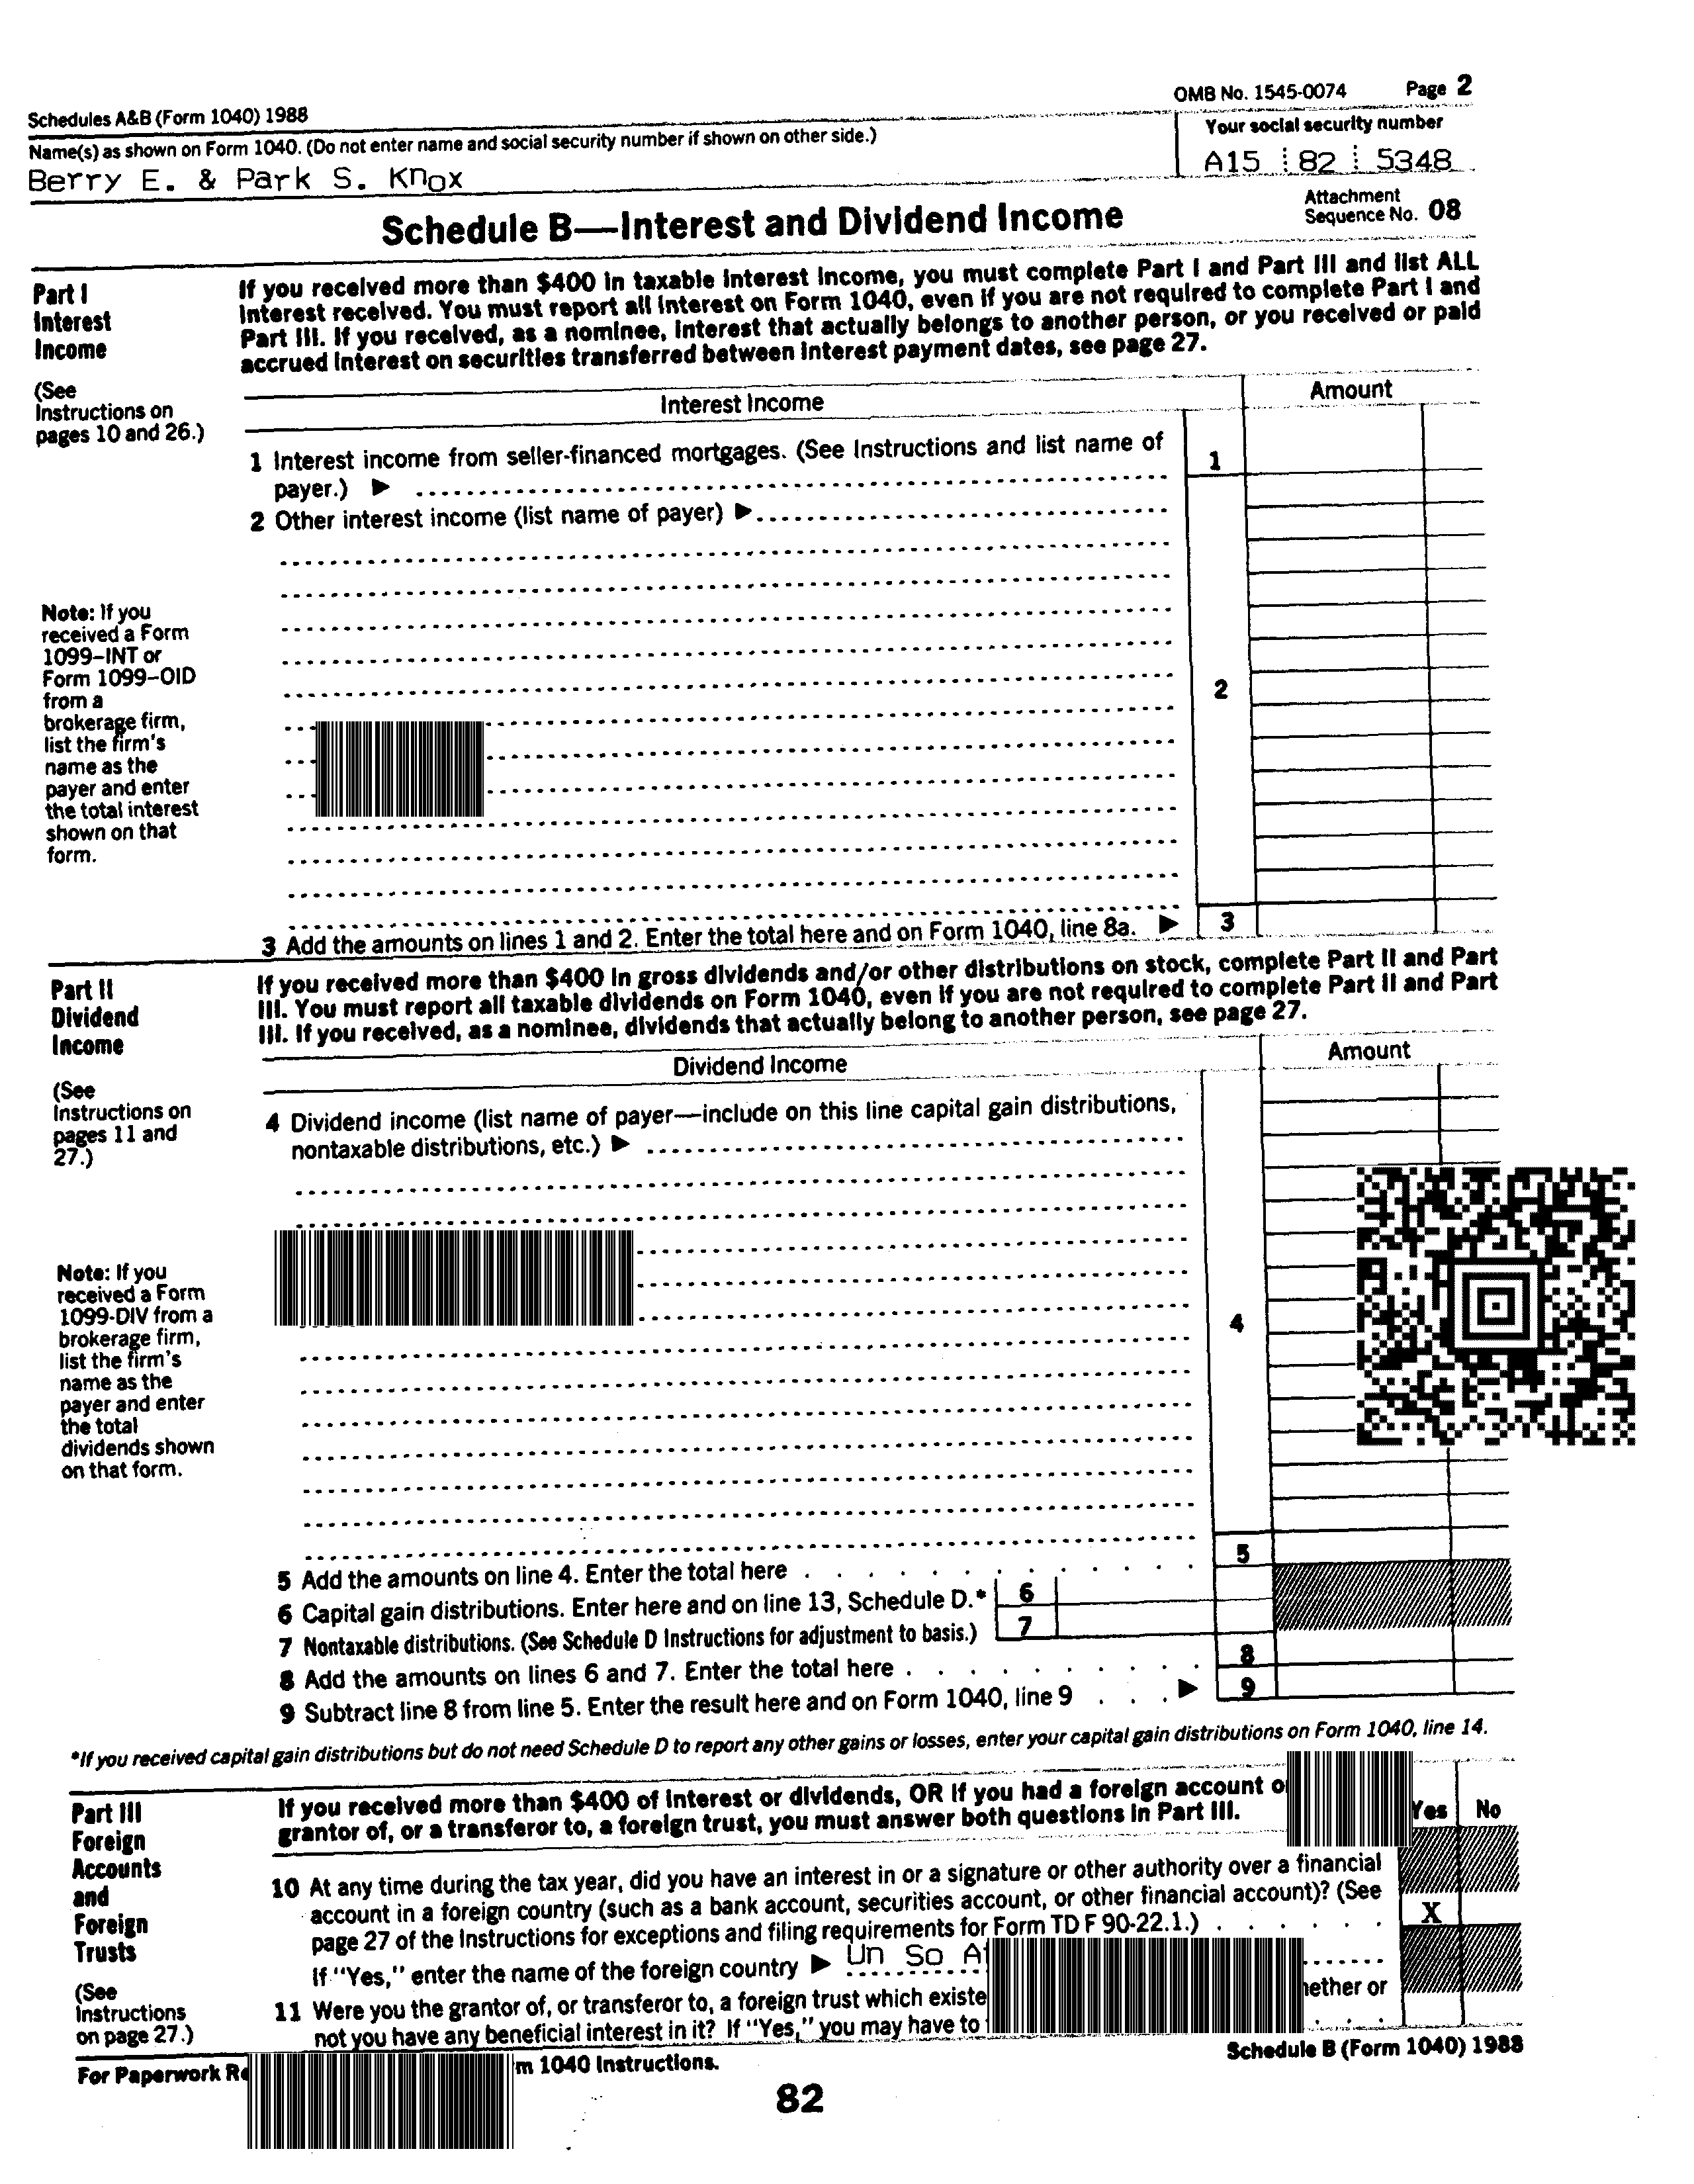 Schedules A&B (Form 1040) 1988
OMB No. 1545-0074 Page 2
Name(s) as shown on Form 1040. (Do not enter name and social security number if shown on other side.)
Your social security number
Berry E. & Park S. Knox
A15 82 5348
Schedule B—Interest and Dividend Income
Attachment
Sequence No. 08
Part I
Interest
Income
(See
Instructions on
pages 10 and 26.)
If you received more than $400 in taxable interest income, you must complete Part I and Part III and list ALL
interest received. You must report all interest on Form 1040, even if you are not required to complete Part I and
Part III. If you received, as a nominee, interest that actually belongs to another person, or you received or paid
accrued interest on securities transferred between interest payment dates, see page 27.
Interest Income
Amount
1 Interest income from seller-financed mortgages. (See Instructions and list name of
payer.) ▶
1
2 Other interest income (list name of payer) ▶
2
Note: If you
received a Form
1099–INT or
Form 1099–OID
from a
brokerage firm,
list the firm's
name as the
payer and enter
the total interest
shown on that
form.
3 Add the amounts on lines 1 and 2. Enter the total here and on Form 1040, line 8a. ▶ 3
Part II
Dividend
Income
(See
Instructions on
pages 11 and
27.)
If you received more than $400 in gross dividends and/or other distributions on stock, complete Part II and Part
III. You must report all taxable dividends on Form 1040, even if you are not required to complete Part II and Part
III. If you received, as a nominee, dividends that actually belong to another person, see page 27.
Dividend Income
Amount
4 Dividend income (list name of payer—include on this line capital gain distributions,
nontaxable distributions, etc.) ▶
4
Note: If you
received a Form
1099-DIV from a
brokerage firm,
list the firm's
name as the
payer and enter
the total
dividends shown
on that form.
5 Add the amounts on line 4. Enter the total here 5
6 Capital gain distributions. Enter here and on line 13, Schedule D.* 6
7 Nontaxable distributions. (See Schedule D Instructions for adjustment to basis.) 7
8 Add the amounts on lines 6 and 7. Enter the total here 8
9 Subtract line 8 from line 5. Enter the result here and on Form 1040, line 9 ▶ 9
*If you received capital gain distributions but do not need Schedule D to report any other gains or losses, enter your capital gain distributions on Form 1040, line 14.
Part III
Foreign
Accounts
and
Foreign
Trusts
(See
Instructions
on page 27.)
If you received more than $400 of interest or dividends, OR if you had a foreign account
grantor of, or a transferor to, a foreign trust, you must answer both questions in Part III.
Yes No
10 At any time during the tax year, did you have an interest in or a signature or other authority over a financial
account in a foreign country (such as a bank account, securities account, or other financial account)? (See
page 27 of the Instructions for exceptions and filing requirements for Form TD F 90-22.1.)
X
If "Yes," enter the name of the foreign country ▶ Un So
11 Were you the grantor of, or transferor to, a foreign trust which or
not you have any beneficial interest in it? If "Yes," you may have to
For Paperwork 1040 Instructions.
Schedule B (Form 1040) 1988
82